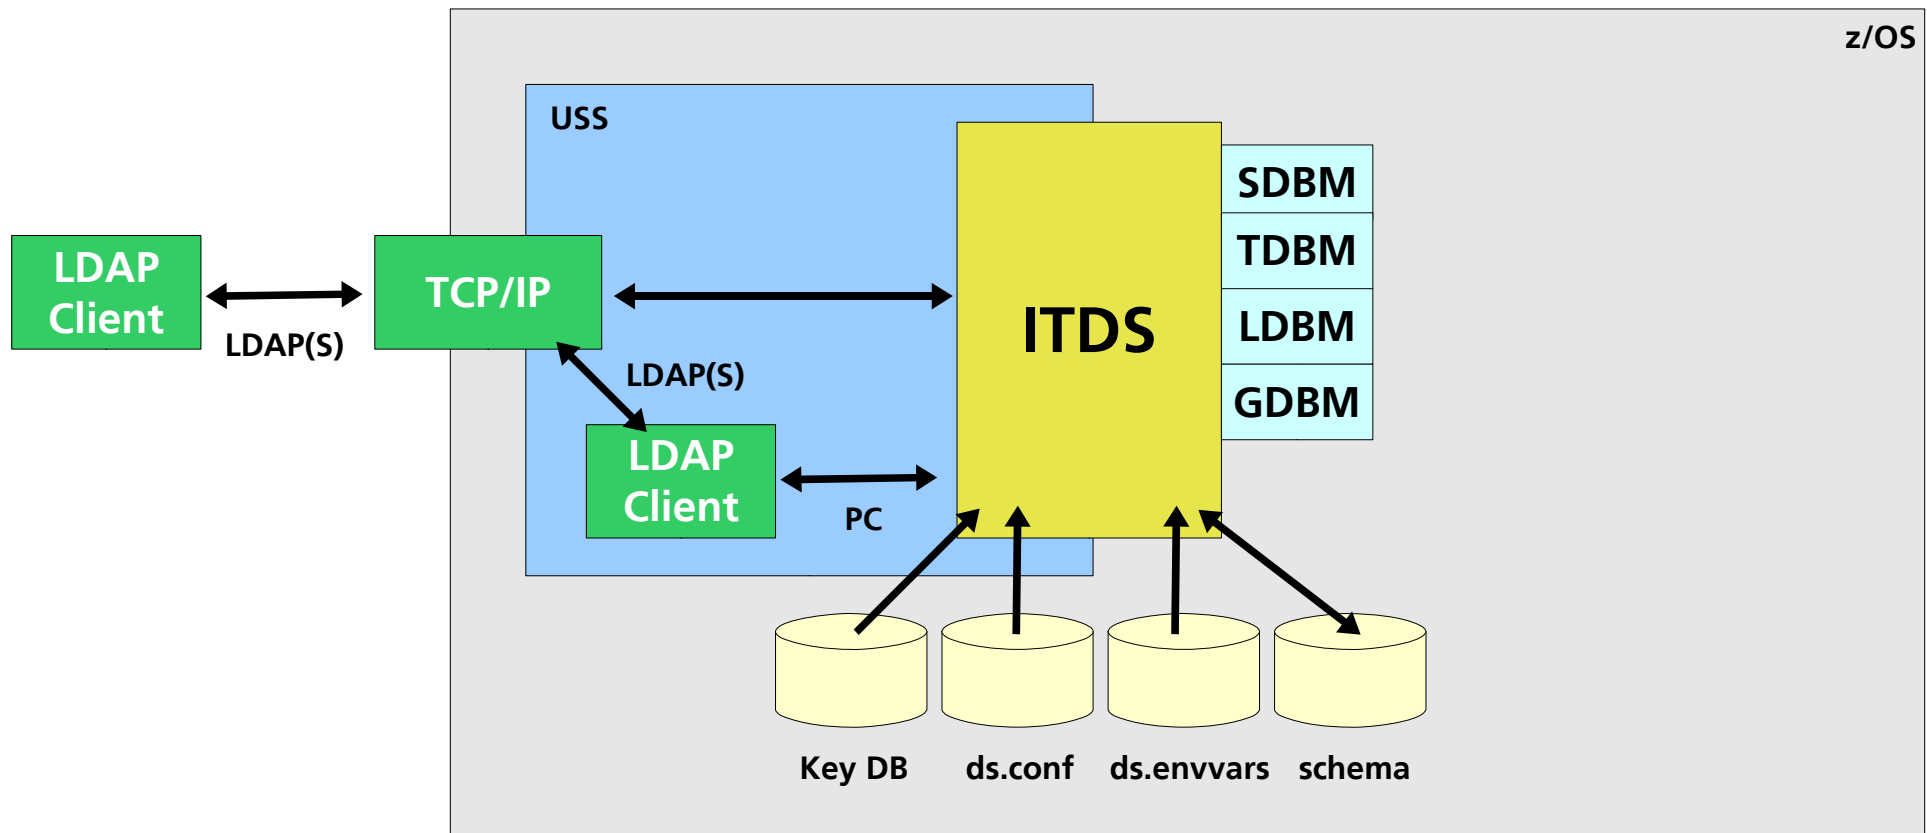 z/OS
USS
SDBM
TDBM
LDBM
GDBM
ITDS
LDAP
Client
LDAP(S)
TCP/IP
LDAP(S)
LDAP
Client
PC
Key DB
ds.conf
ds.envvars
schema